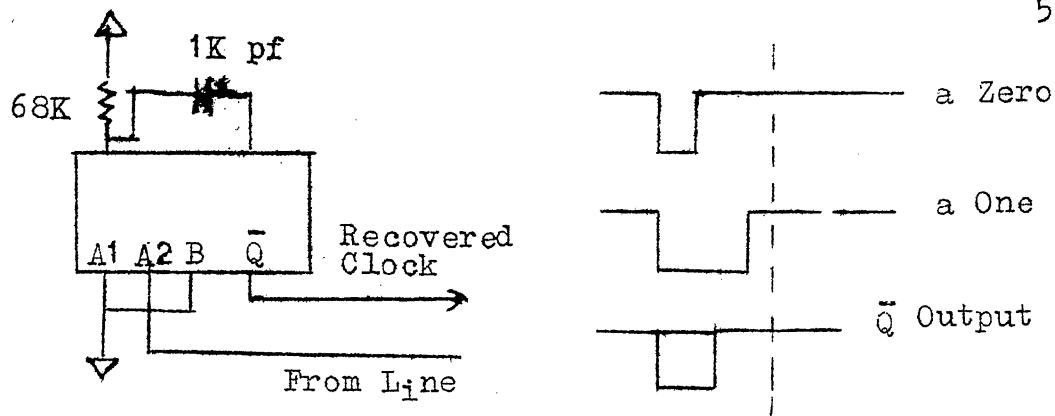 5
1K pf
68K
a Zero
a One
A1 A2 B Q̄
Recovered
Clock
Q̄ Output
From Line